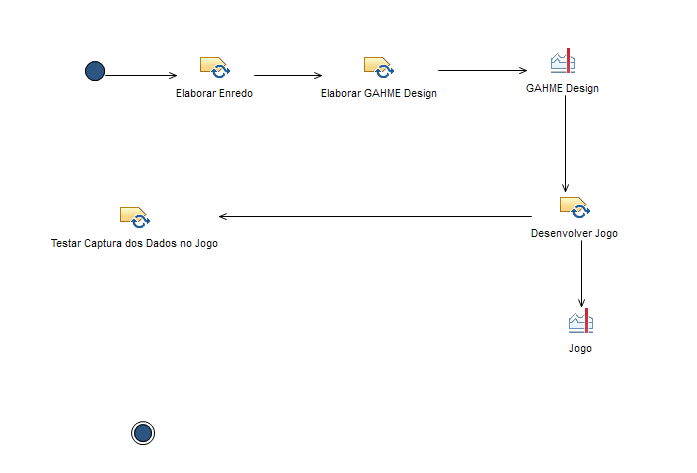 Elaborar Enredo
Elaborar GAHME Design
GAHME Design
Testar Captura dos Dados no Jogo
Desenvolver Jogo
Jogo